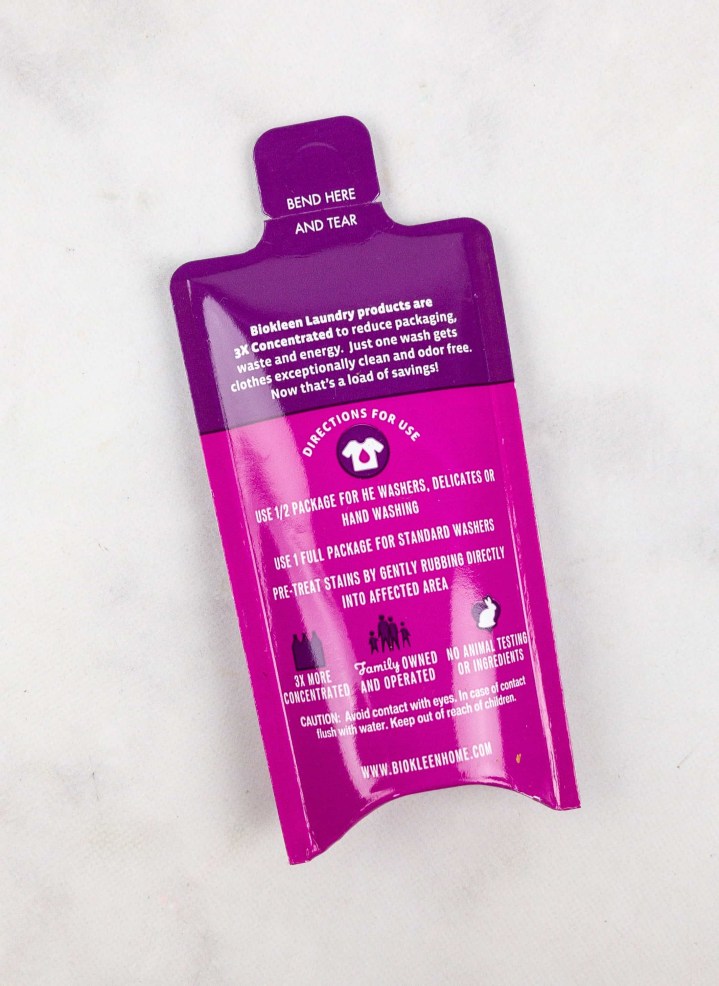 BEND HERE
AND TEAR
Biokleen Laundry products are
3X Concentrated to reduce packaging,
waste and energy. Just one wash gets
clothes exceptionally clean and odor free.
Now that's a load of savings!
DIRECTIONS FOR USE
USE 1/2 PACKAGE FOR HE WASHERS, DELICATES OR
HAND WASHING
USE 1 FULL PACKAGE FOR STANDARD WASHERS
PRE-TREAT STAINS BY GENTLY RUBBING DIRECTLY
INTO AFFECTED AREA
3X MORE
CONCENTRATED
Family OWNED
AND OPERATED
NO ANIMAL TESTING
OR INGREDIENTS
CAUTION: Avoid contact with eyes. In case of contact
flush with water. Keep out of reach of children.
WWW.BIOKLEENHOME.COM